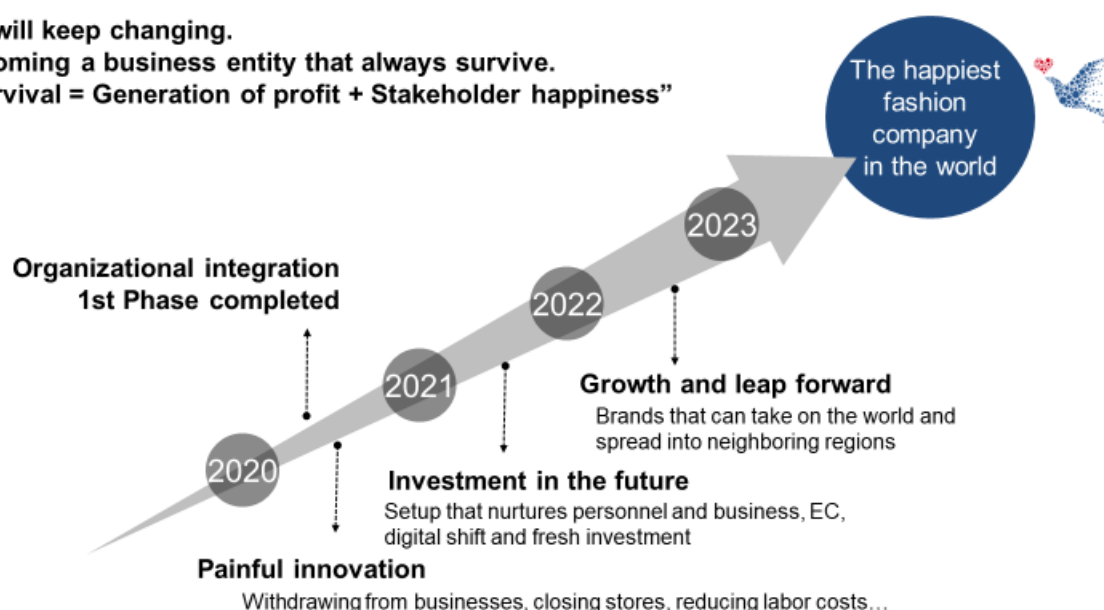 will keep changing.
oming a business entity that always survive.
rvival = Generation of profit + Stakeholder happiness”
The happiest
fashion
company
in the world
2023
Organizational integration
1st Phase completed
2022
2021
Growth and leap forward
Brands that can take on the world and
spread into neighboring regions
2020
Investment in the future
Setup that nurtures personnel and business, EC,
digital shift and fresh investment
Painful innovation
Withdrawing from businesses, closing stores, reducing labor costs…